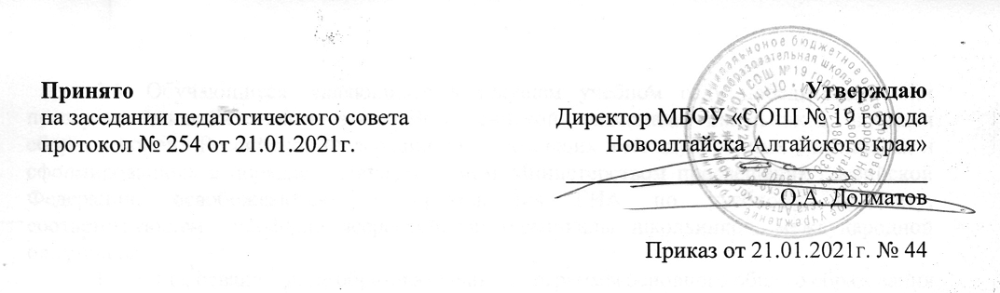 Принято
на заседании педагогического совета
протокол № 254 от 21.01.2021г.
Утверждаю
Директор МБОУ «СОШ № 19 города
Новоалтайска Алтайского края»
О.А. Долматов
Приказ от 21.01.2021г. № 44